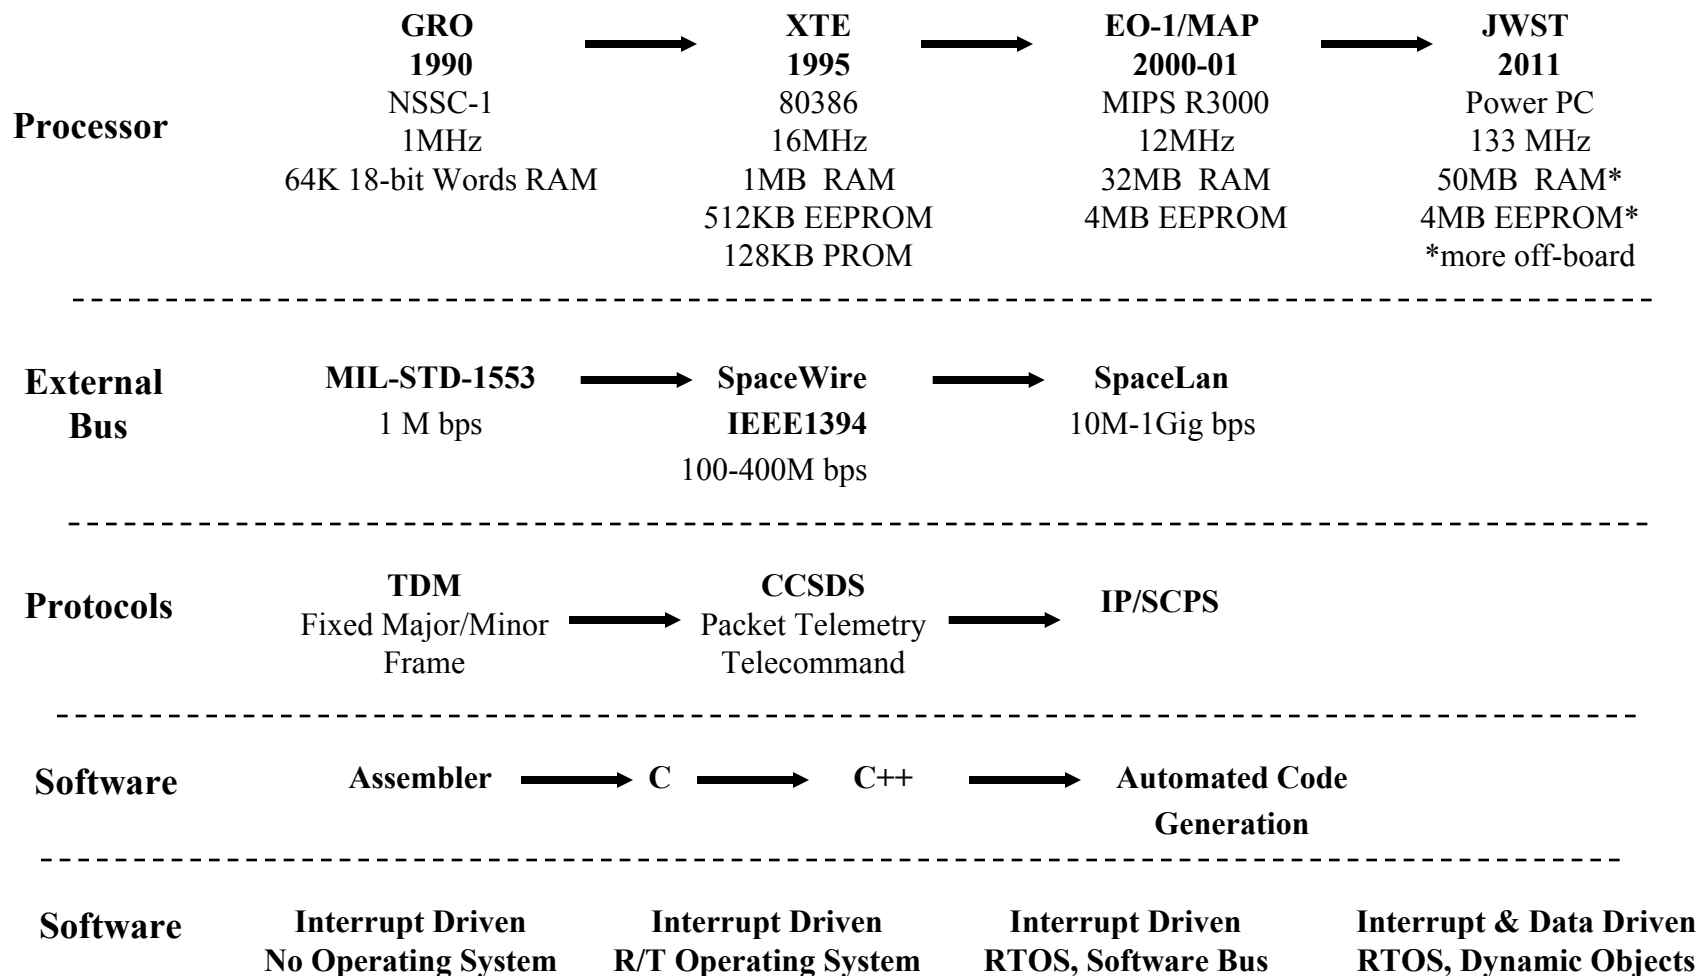 GRO
1990
NSSC-1
1MHz
64K 18-bit Words RAM
XTE
1995
80386
16MHz
1MB RAM
512KB EEPROM
128KB PROM
EO-1/MAP
2000-01
MIPS R3000
12MHz
32MB RAM
4MB EEPROM
JWST
2011
Power PC
133 MHz
50MB RAM*
4MB EEPROM*
*more off-board
Processor
External
Bus
MIL-STD-1553
1 M bps
SpaceWire
IEEE1394
100-400M bps
SpaceLan
10M-1Gig bps
Protocols
TDM
Fixed Major/Minor
Frame
CCSDS
Packet Telemetry
Telecommand
IP/SCPS
Software
Assembler
C
C++
Automated Code
Generation
Software
Interrupt Driven
No Operating System
Interrupt Driven
R/T Operating System
Interrupt Driven
RTOS, Software Bus
Interrupt & Data Driven
RTOS, Dynamic Objects